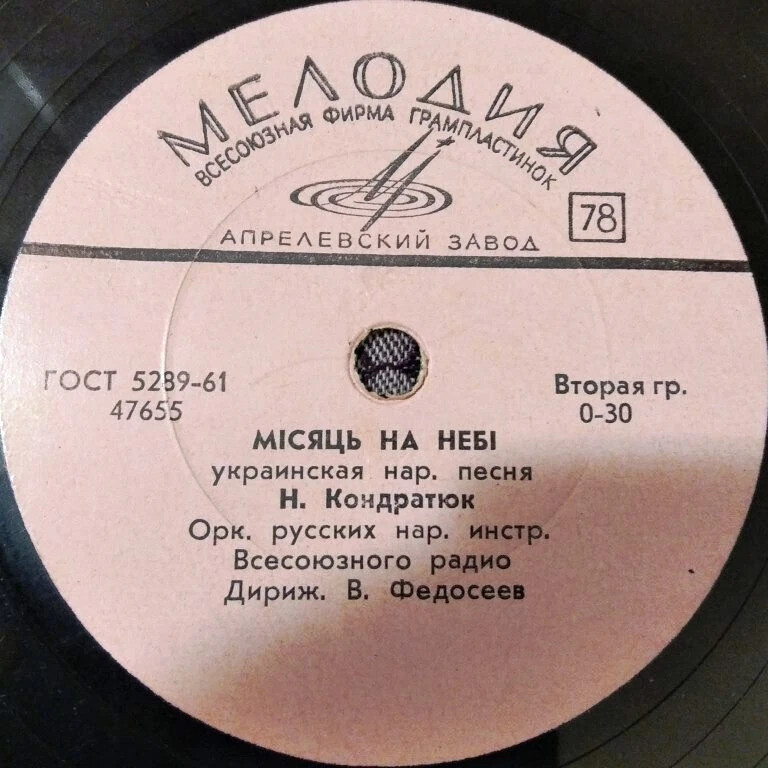 МЕЛОДИЯ
ВСЕСОЮЗНАЯ ФИРМА ГРАМПЛАСТИНОК
АПРЕЛЕВСКИЙ ЗАВОД
78
ГОСТ 5289-61
47655
Вторая гр.
0-30
МІСЯЦЬ НА НЕБІ
украинская нар. песня
Н. Кондратюк
Орк. русских нар. инстр.
Всесоюзного радио
Дириж. В. Федосеев